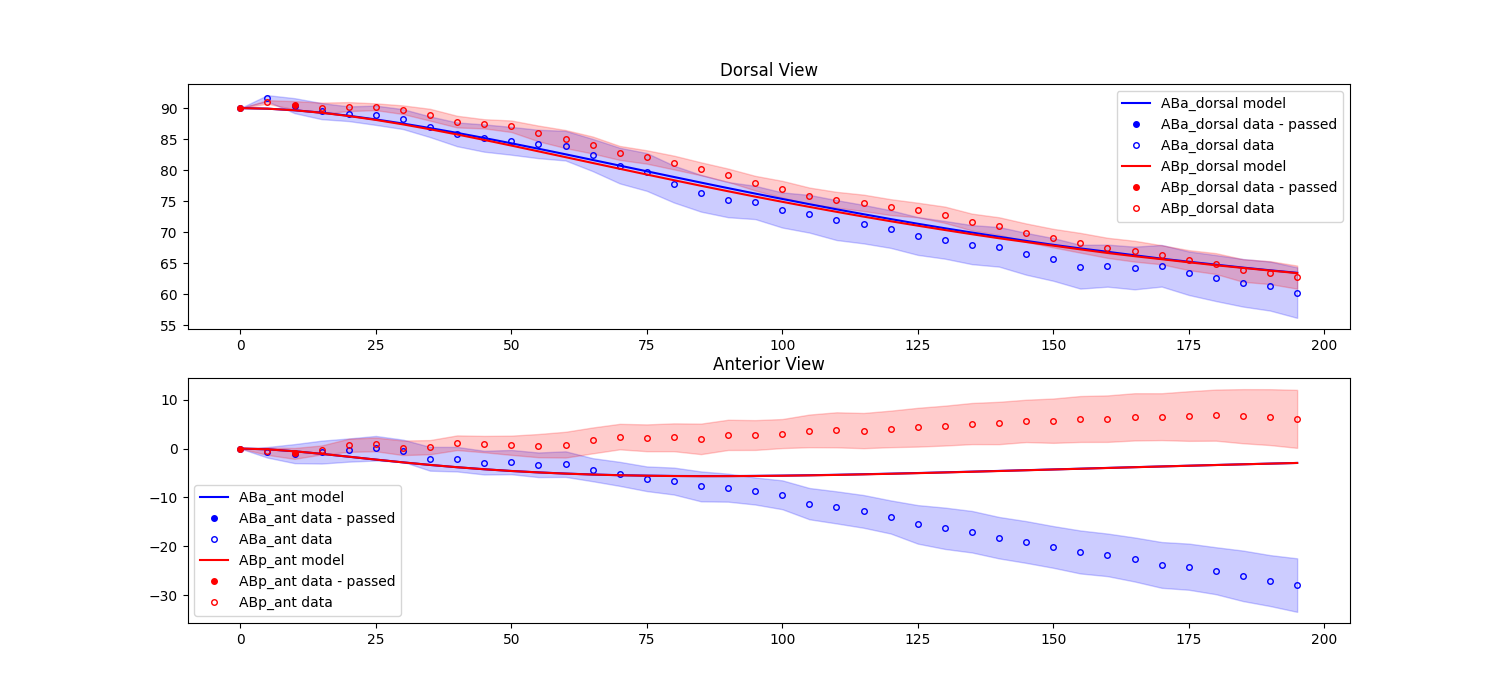 Dorsal View
90
85
80
75
70
65
60
55
ABa_dorsal model
ABa_dorsal data - passed
ABa_dorsal data
ABp_dorsal model
ABp_dorsal data - passed
ABp_dorsal data
0 25 50 75 100 125 150 175 200
Anterior View
10
0
−10
−20
−30
ABa_ant model
ABa_ant data - passed
ABa_ant data
ABp_ant model
ABp_ant data - passed
ABp_ant data
0 25 50 75 100 125 150 175 200